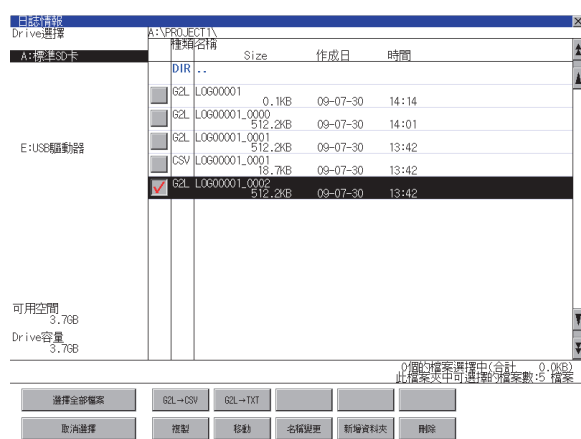 日誌情報
Drive選擇
A:\PROJECT1\
種類 名稱
Size 作成日 時間
A:標準SD卡
DIR ..
G2L LOG00001
0.1KB 09-07-30 14:14
G2L LOG00001_0000
512.2KB 09-07-30 14:01
G2L LOG00001_0001
512.2KB 09-07-30 13:42
E:USB驅動器
CSV LOG00001_0001
18.7KB 09-07-30 13:42
G2L LOG00001_0002
512.2KB 09-07-30 13:42
可用空間
3.7GB
Drive容量
3.7GB
0個的檔案選擇中(合計 0.0KB)
此檔案夾中可選擇的檔案數:5 檔案
選擇全部檔案 G2L→CSV G2L→TXT
取消選擇 複製 移動 名稱變更 新增資料夾 刪除